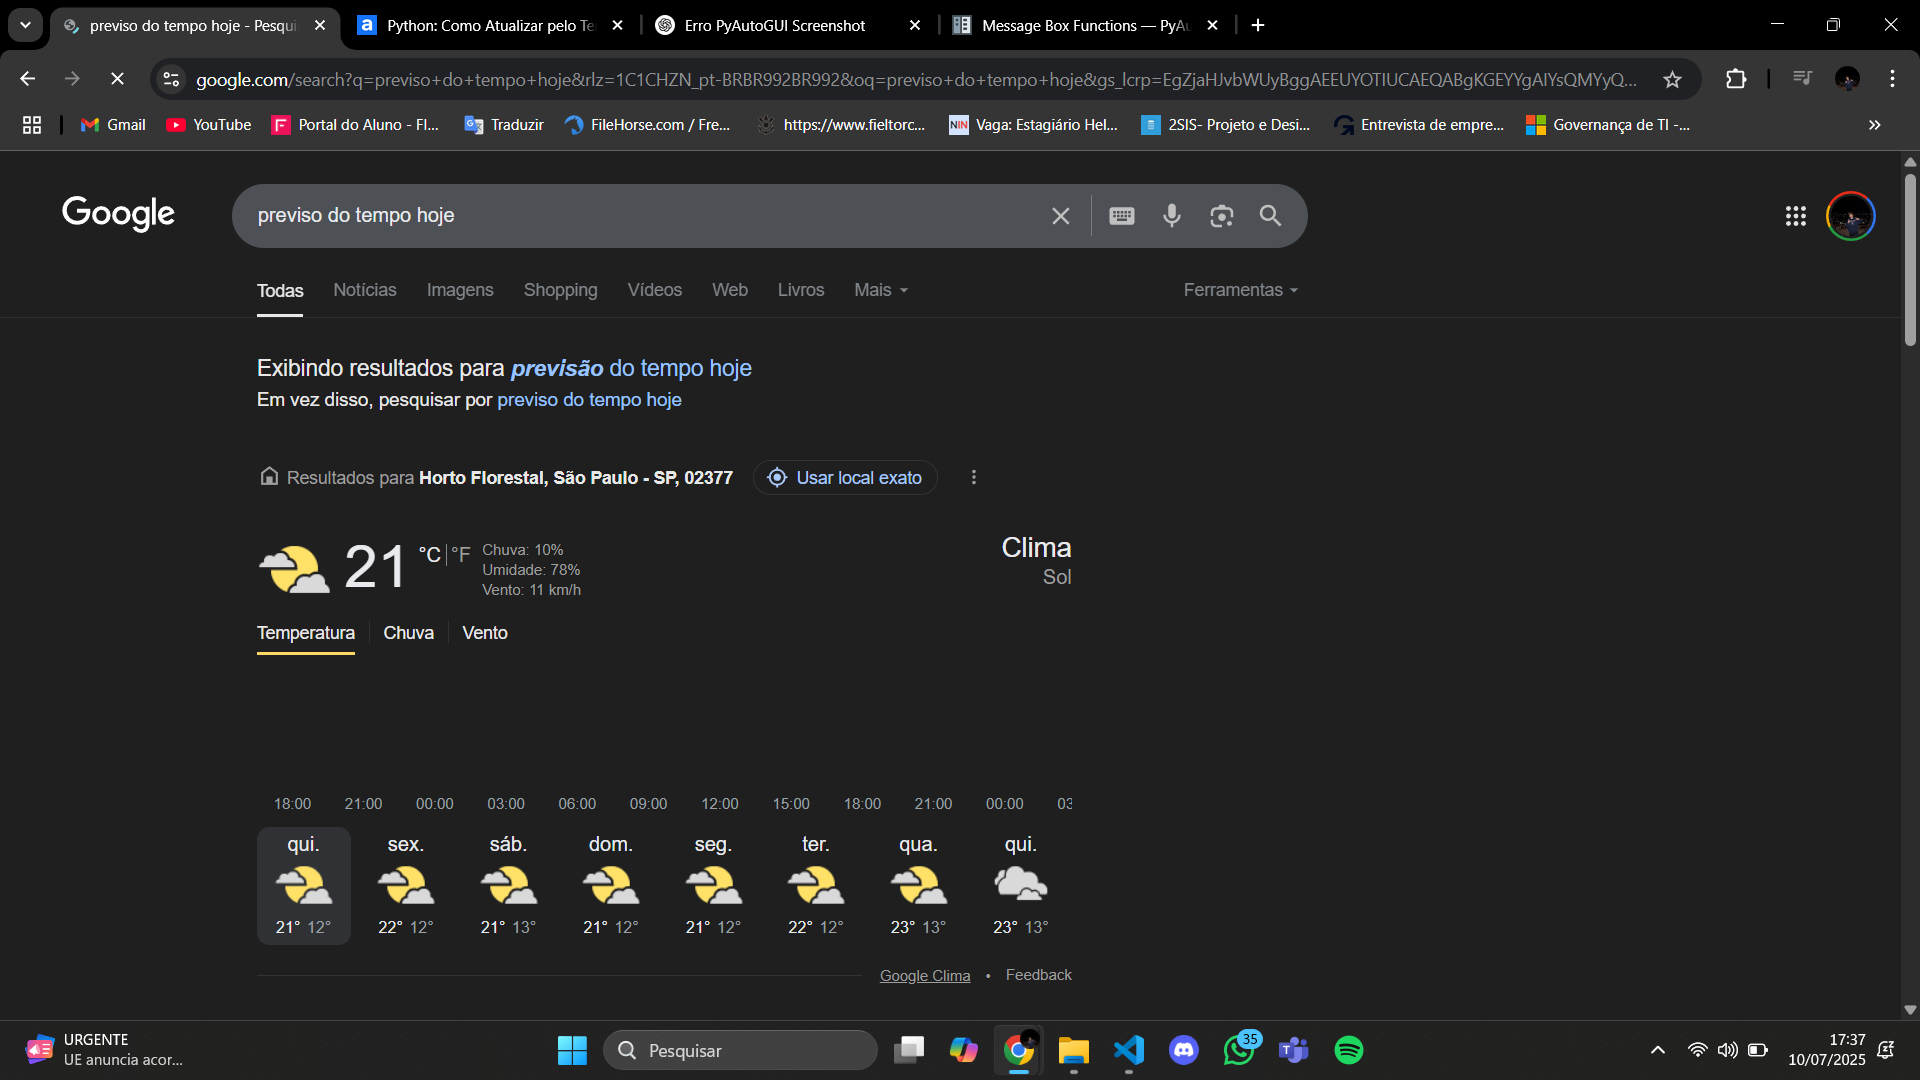 previso do tempo hoje - Pesqui
Python: Como Atualizar pelo Te
Erro PyAutoGUI Screenshot
Message Box Functions — PyAu
google.com/search?q=previso+do+tempo+hoje&rlz=1C1CHZN_pt-BRBR992BR992&oq=previso+do+tempo+hoje&gs_lcrp=EgZjaHJvbWUyBggAEEUYOTIUCAEQABgKGEYYgAIYsQMYyQ...
Gmail
YouTube
Portal do Aluno - FI...
Traduzir
FileHorse.com / Fre...
https://www.fieltorc...
NIN
Vaga: Estagiário Hel...
2SIS- Projeto e Desi...
Entrevista de empre...
Governança de TI -...
Google
previso do tempo hoje
Todas
Notícias
Imagens
Shopping
Vídeos
Web
Livros
Mais
Ferramentas
Exibindo resultados para previsão do tempo hoje
Em vez disso, pesquisar por previso do tempo hoje
Resultados para Horto Florestal, São Paulo - SP, 02377
Usar local exato
21 °C | °F
Chuva: 10%
Umidade: 78%
Vento: 11 km/h
Clima
Sol
Temperatura
Chuva
Vento
18:00 21:00 00:00 03:00 06:00 09:00 12:00 15:00 18:00 21:00 00:00 03
qui. sex. sáb. dom. seg. ter. qua. qui.
21° 12° 22° 12° 21° 13° 21° 12° 21° 12° 22° 12° 23° 13° 23° 13°
Google Clima • Feedback
URGENTE
UE anuncia acor...
Pesquisar
35
17:37
10/07/2025